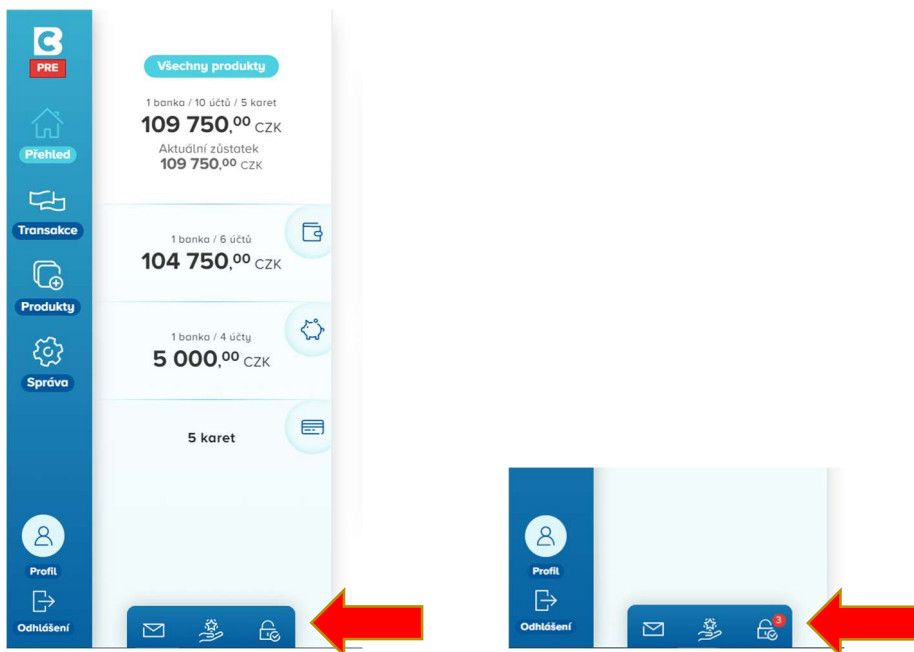 PRE
Přehled
Transakce
Produkty
Správa
Profil
Odhlášení
Všechny produkty
1 banka / 10 účtů / 5 karet
109 750,00 CZK
Aktuální zůstatek
109 750,00 CZK
1 banka / 6 účtů
104 750,00 CZK
1 banka / 4 účty
5 000,00 CZK
5 karet
Profil
Odhlášení
3